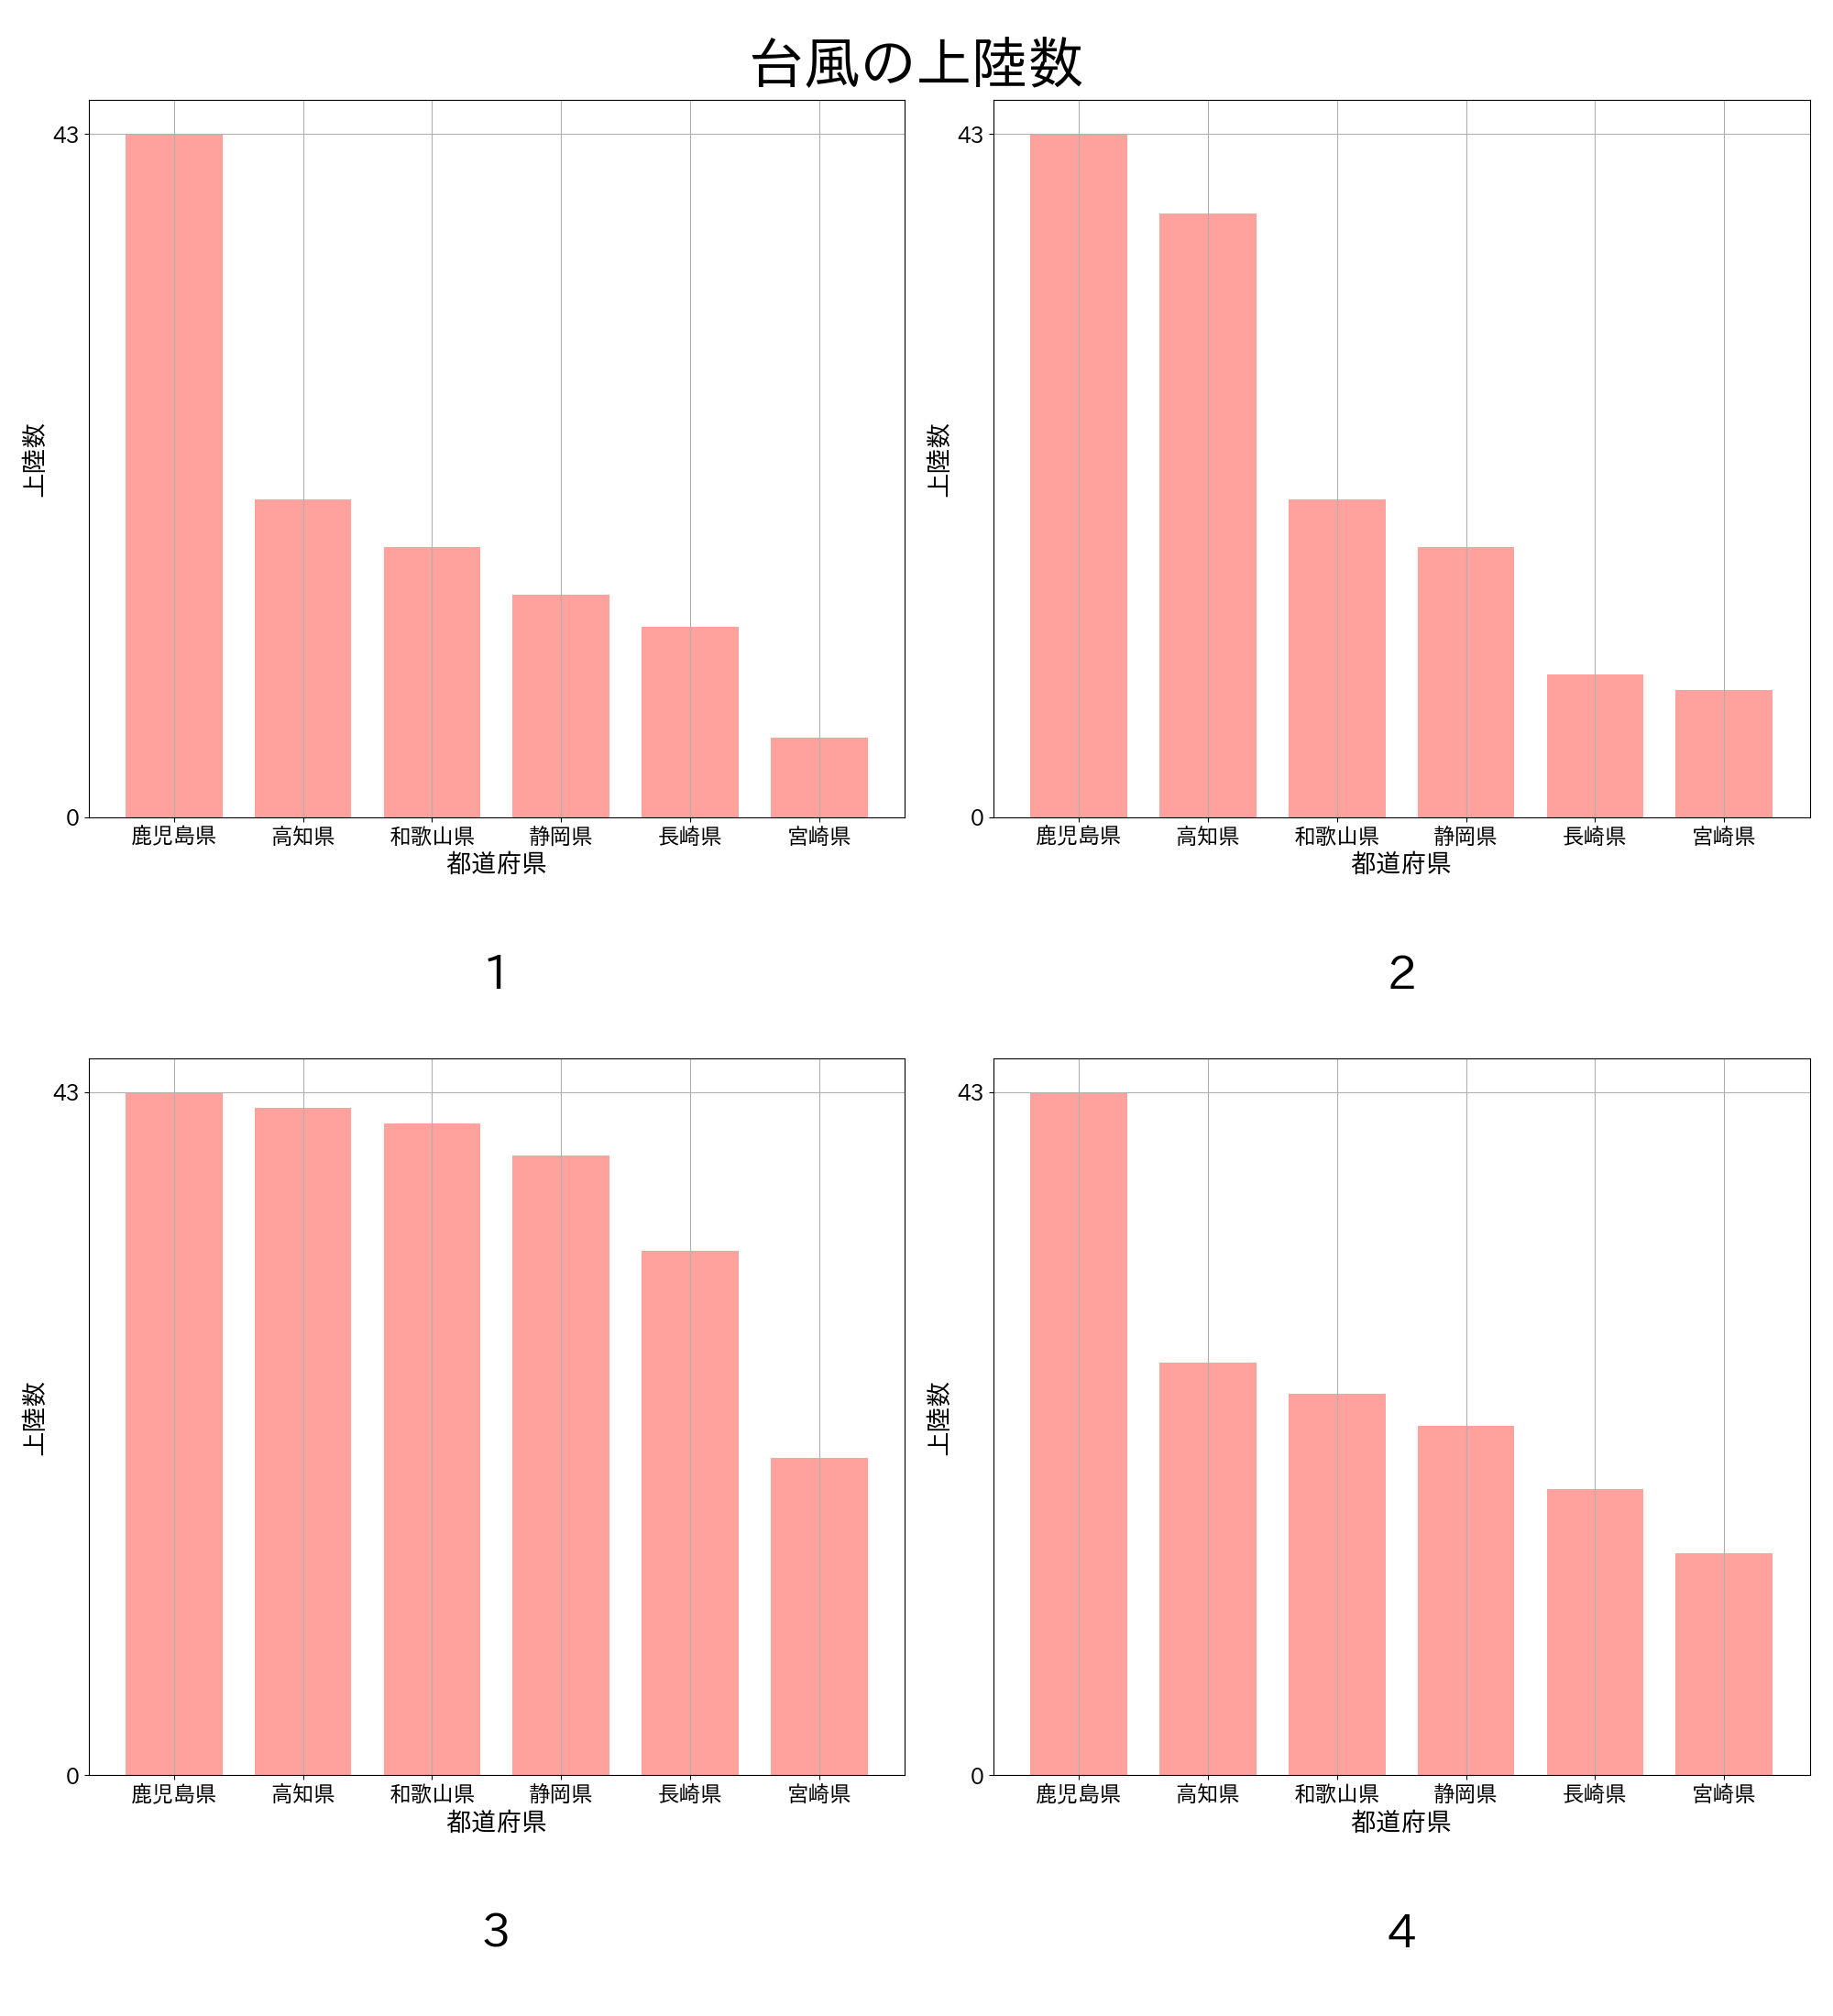 台風の上陸数
43
0
上陸数
鹿児島県 高知県 和歌山県 静岡県 長崎県 宮崎県
都道府県
1
43
0
上陸数
鹿児島県 高知県 和歌山県 静岡県 長崎県 宮崎県
都道府県
2
43
0
上陸数
鹿児島県 高知県 和歌山県 静岡県 長崎県 宮崎県
都道府県
3
43
0
上陸数
鹿児島県 高知県 和歌山県 静岡県 長崎県 宮崎県
都道府県
4